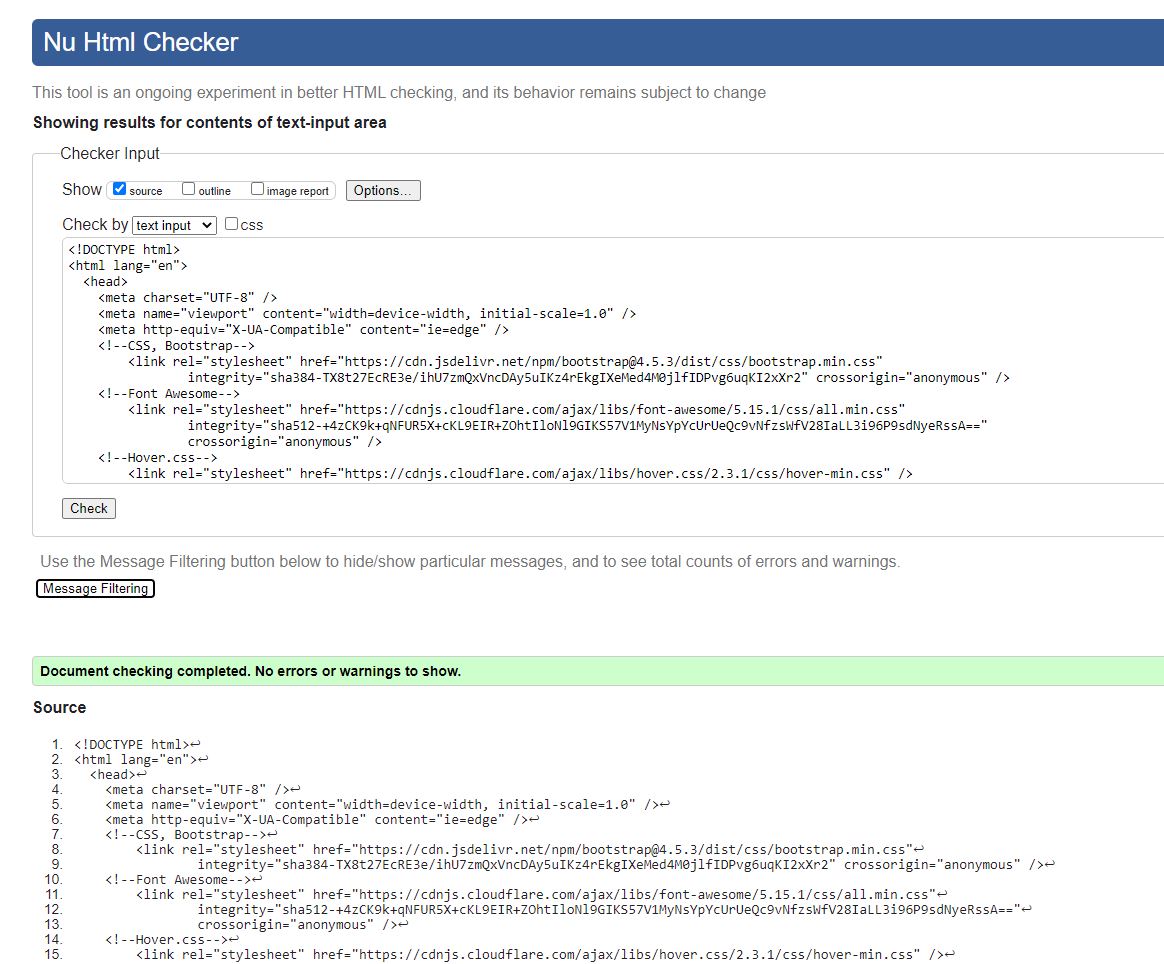 Nu Html Checker
This tool is an ongoing experiment in better HTML checking, and its behavior remains subject to change
Showing results for contents of text-input area
Checker Input
Show source outline image report Options...
Check by text input css
<!DOCTYPE html>
<html lang="en">
<head>
<meta charset="UTF-8" />
<meta name="viewport" content="width=device-width, initial-scale=1.0" />
<meta http-equiv="X-UA-Compatible" content="ie=edge" />
<!--CSS, Bootstrap-->
<link rel="stylesheet" href="https://cdn.jsdelivr.net/npm/bootstrap@4.5.3/dist/css/bootstrap.min.css"
integrity="sha384-TX8t27EcRE3e/ihU7zmQxVncDAy5uIKz4rEkgIXeMed4M0jlfIDPvg6uqKI2xXr2" crossorigin="anonymous" />
<!--Font Awesome-->
<link rel="stylesheet" href="https://cdnjs.cloudflare.com/ajax/libs/font-awesome/5.15.1/css/all.min.css"
integrity="sha512-+4zCK9k+qNFUR5X+cKL9EIR+ZOhtIloNl9GIKS57V1MyNsYpYcUrUeQc9vNfzsWfV28IaLL3i96P9sdNyeRssA=="
crossorigin="anonymous" />
<!--Hover.css-->
<link rel="stylesheet" href="https://cdnjs.cloudflare.com/ajax/libs/hover.css/2.3.1/css/hover-min.css" />
Check
Use the Message Filtering button below to hide/show particular messages, and to see total counts of errors and warnings.
Message Filtering
Document checking completed. No errors or warnings to show.
Source
1. <!DOCTYPE html>↩
2. <html lang="en">↩
3. <head>↩
4. <meta charset="UTF-8" />↩
5. <meta name="viewport" content="width=device-width, initial-scale=1.0" />↩
6. <meta http-equiv="X-UA-Compatible" content="ie=edge" />↩
7. <!--CSS, Bootstrap-->↩
8. <link rel="stylesheet" href="https://cdn.jsdelivr.net/npm/bootstrap@4.5.3/dist/css/bootstrap.min.css"↩
9. integrity="sha384-TX8t27EcRE3e/ihU7zmQxVncDAy5uIKz4rEkgIXeMed4M0jlfIDPvg6uqKI2xXr2" crossorigin="anonymous" />↩
10. <!--Font Awesome-->↩
11. <link rel="stylesheet" href="https://cdnjs.cloudflare.com/ajax/libs/font-awesome/5.15.1/css/all.min.css"↩
12. integrity="sha512-+4zCK9k+qNFUR5X+cKL9EIR+ZOhtIloNl9GIKS57V1MyNsYpYcUrUeQc9vNfzsWfV28IaLL3i96P9sdNyeRssA=="↩
13. crossorigin="anonymous" />↩
14. <!--Hover.css-->↩
15. <link rel="stylesheet" href="https://cdnjs.cloudflare.com/ajax/libs/hover.css/2.3.1/css/hover-min.css" />↩